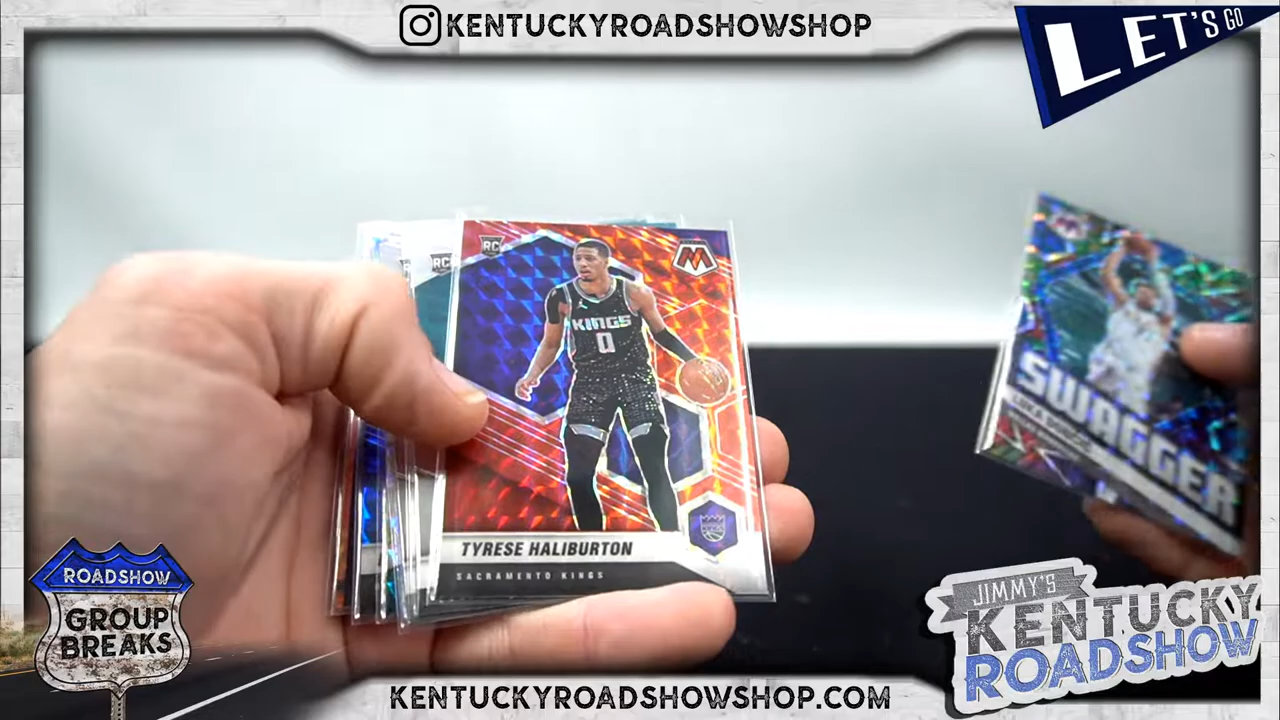 KENTUCKYROADSHOWSHOP
LET'S GO
RC
RC
M
KINGS
0
TYRESE HALIBURTON
SACRAMENTO KINGS
SWAGGER
ROADSHOW
GROUP
BREAKS
JIMMY'S
KENTUCKY
ROADSHOW
KENTUCKYROADSHOWSHOP.COM